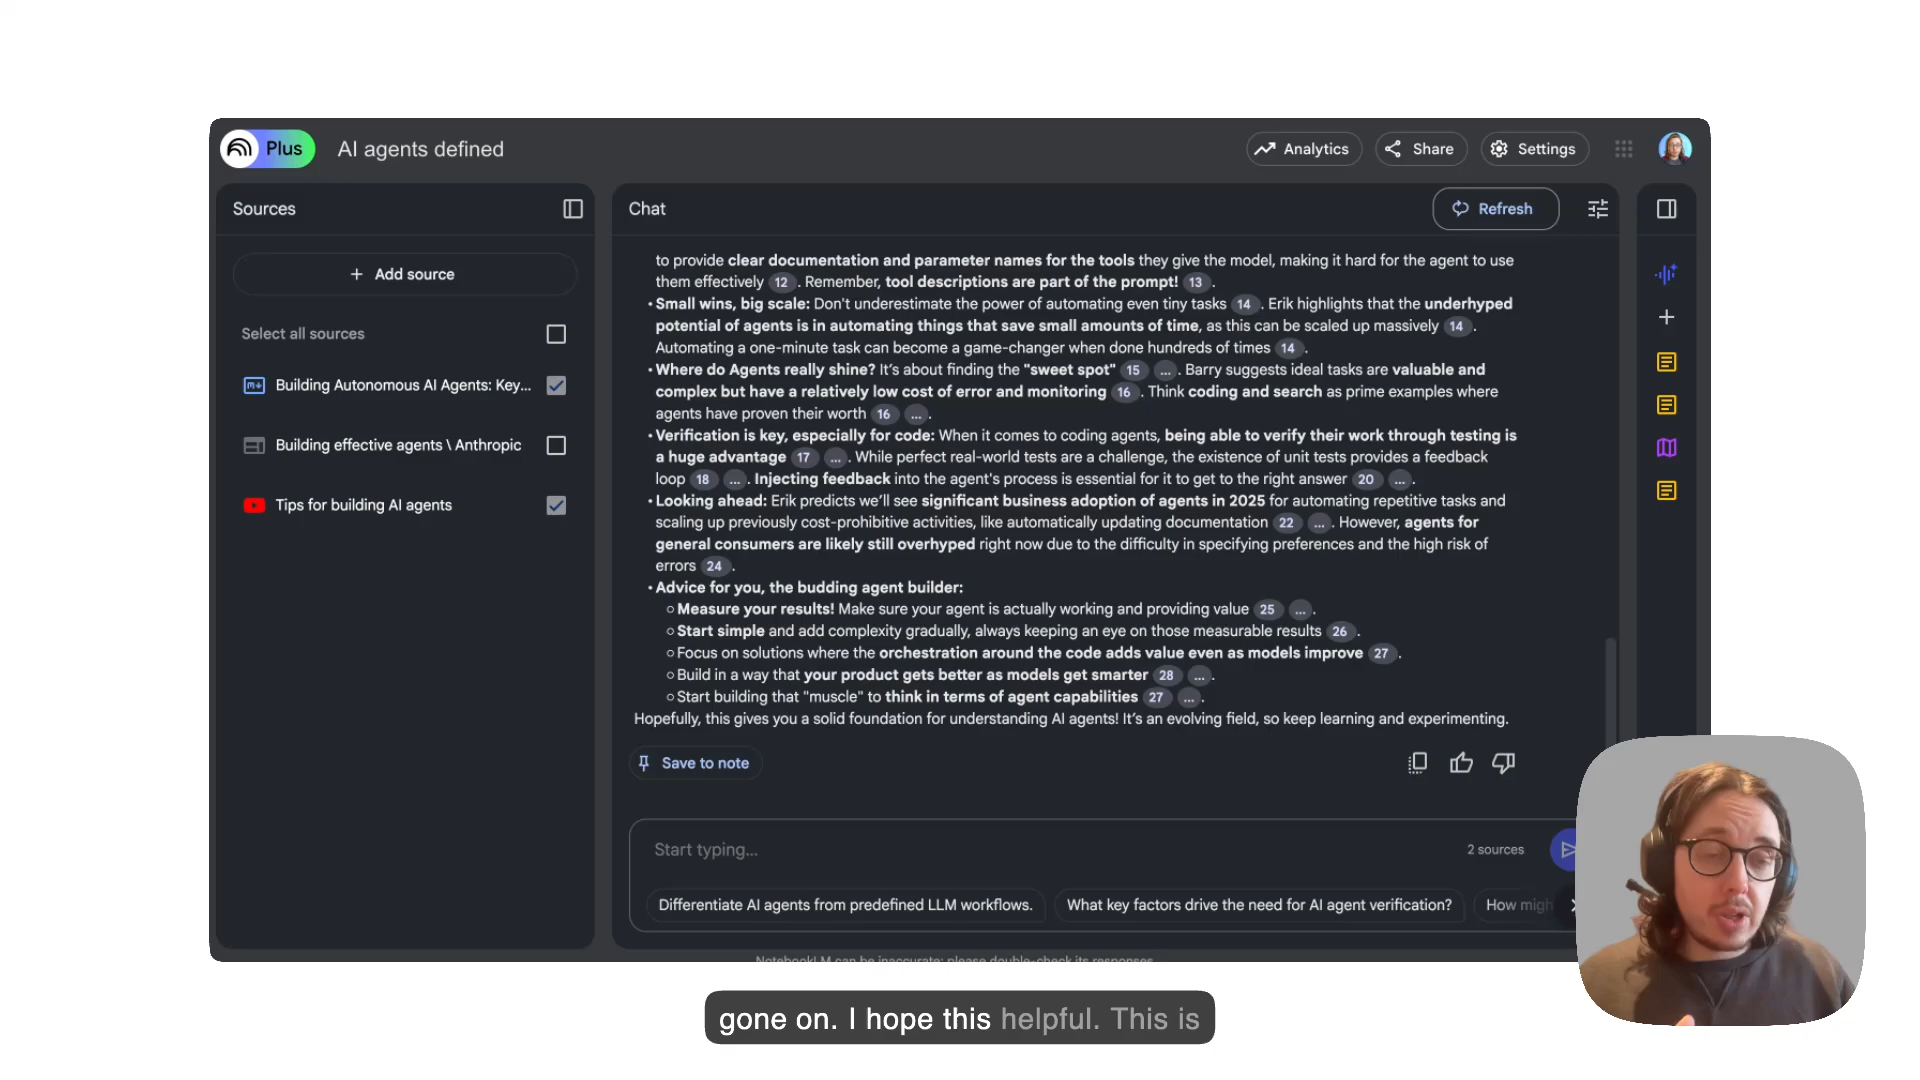 Plus
AI agents defined
Analytics
Share
Settings
Sources
Add source
Select all sources
Building Autonomous AI Agents: Key...
Building effective agents \ Anthropic
Tips for building AI agents
Chat
Refresh
to provide clear documentation and parameter names for the tools they give the model, making it hard for the agent to use
them effectively 12 . Remember, tool descriptions are part of the prompt! 13 .
• Small wins, big scale: Don't underestimate the power of automating even tiny tasks 14 . Erik highlights that the underhyped
potential of agents is in automating things that save small amounts of time, as this can be scaled up massively 14 .
Automating a one-minute task can become a game-changer when done hundreds of times 14 .
• Where do Agents really shine? It's about finding the "sweet spot" 15 ... . Barry suggests ideal tasks are valuable and
complex but have a relatively low cost of error and monitoring 16 . Think coding and search as prime examples where
agents have proven their worth 16 ... .
• Verification is key, especially for code: When it comes to coding agents, being able to verify their work through testing is
a huge advantage 17 ... . While perfect real-world tests are a challenge, the existence of unit tests provides a feedback
loop 18 ... . Injecting feedback into the agent's process is essential for it to get to the right answer 20 ... .
• Looking ahead: Erik predicts we'll see significant business adoption of agents in 2025 for automating repetitive tasks and
scaling up previously cost-prohibitive activities, like automatically updating documentation 22 ... . However, agents for
general consumers are likely still overhyped right now due to the difficulty in specifying preferences and the high risk of
errors 24 .
• Advice for you, the budding agent builder:
○ Measure your results! Make sure your agent is actually working and providing value 25 ... .
○ Start simple and add complexity gradually, always keeping an eye on those measurable results 26 .
○ Focus on solutions where the orchestration around the code adds value even as models improve 27 .
○ Build in a way that your product gets better as models get smarter 28 ... .
○ Start building that "muscle" to think in terms of agent capabilities 27 ... .
Hopefully, this gives you a solid foundation for understanding AI agents! It's an evolving field, so keep learning and experimenting.
Save to note
Start typing...
2 sources
Differentiate AI agents from predefined LLM workflows.
What key factors drive the need for AI agent verification?
How migh
NotebookLM can be inaccurate; please double-check its responses.
gone on. I hope this helpful. This is